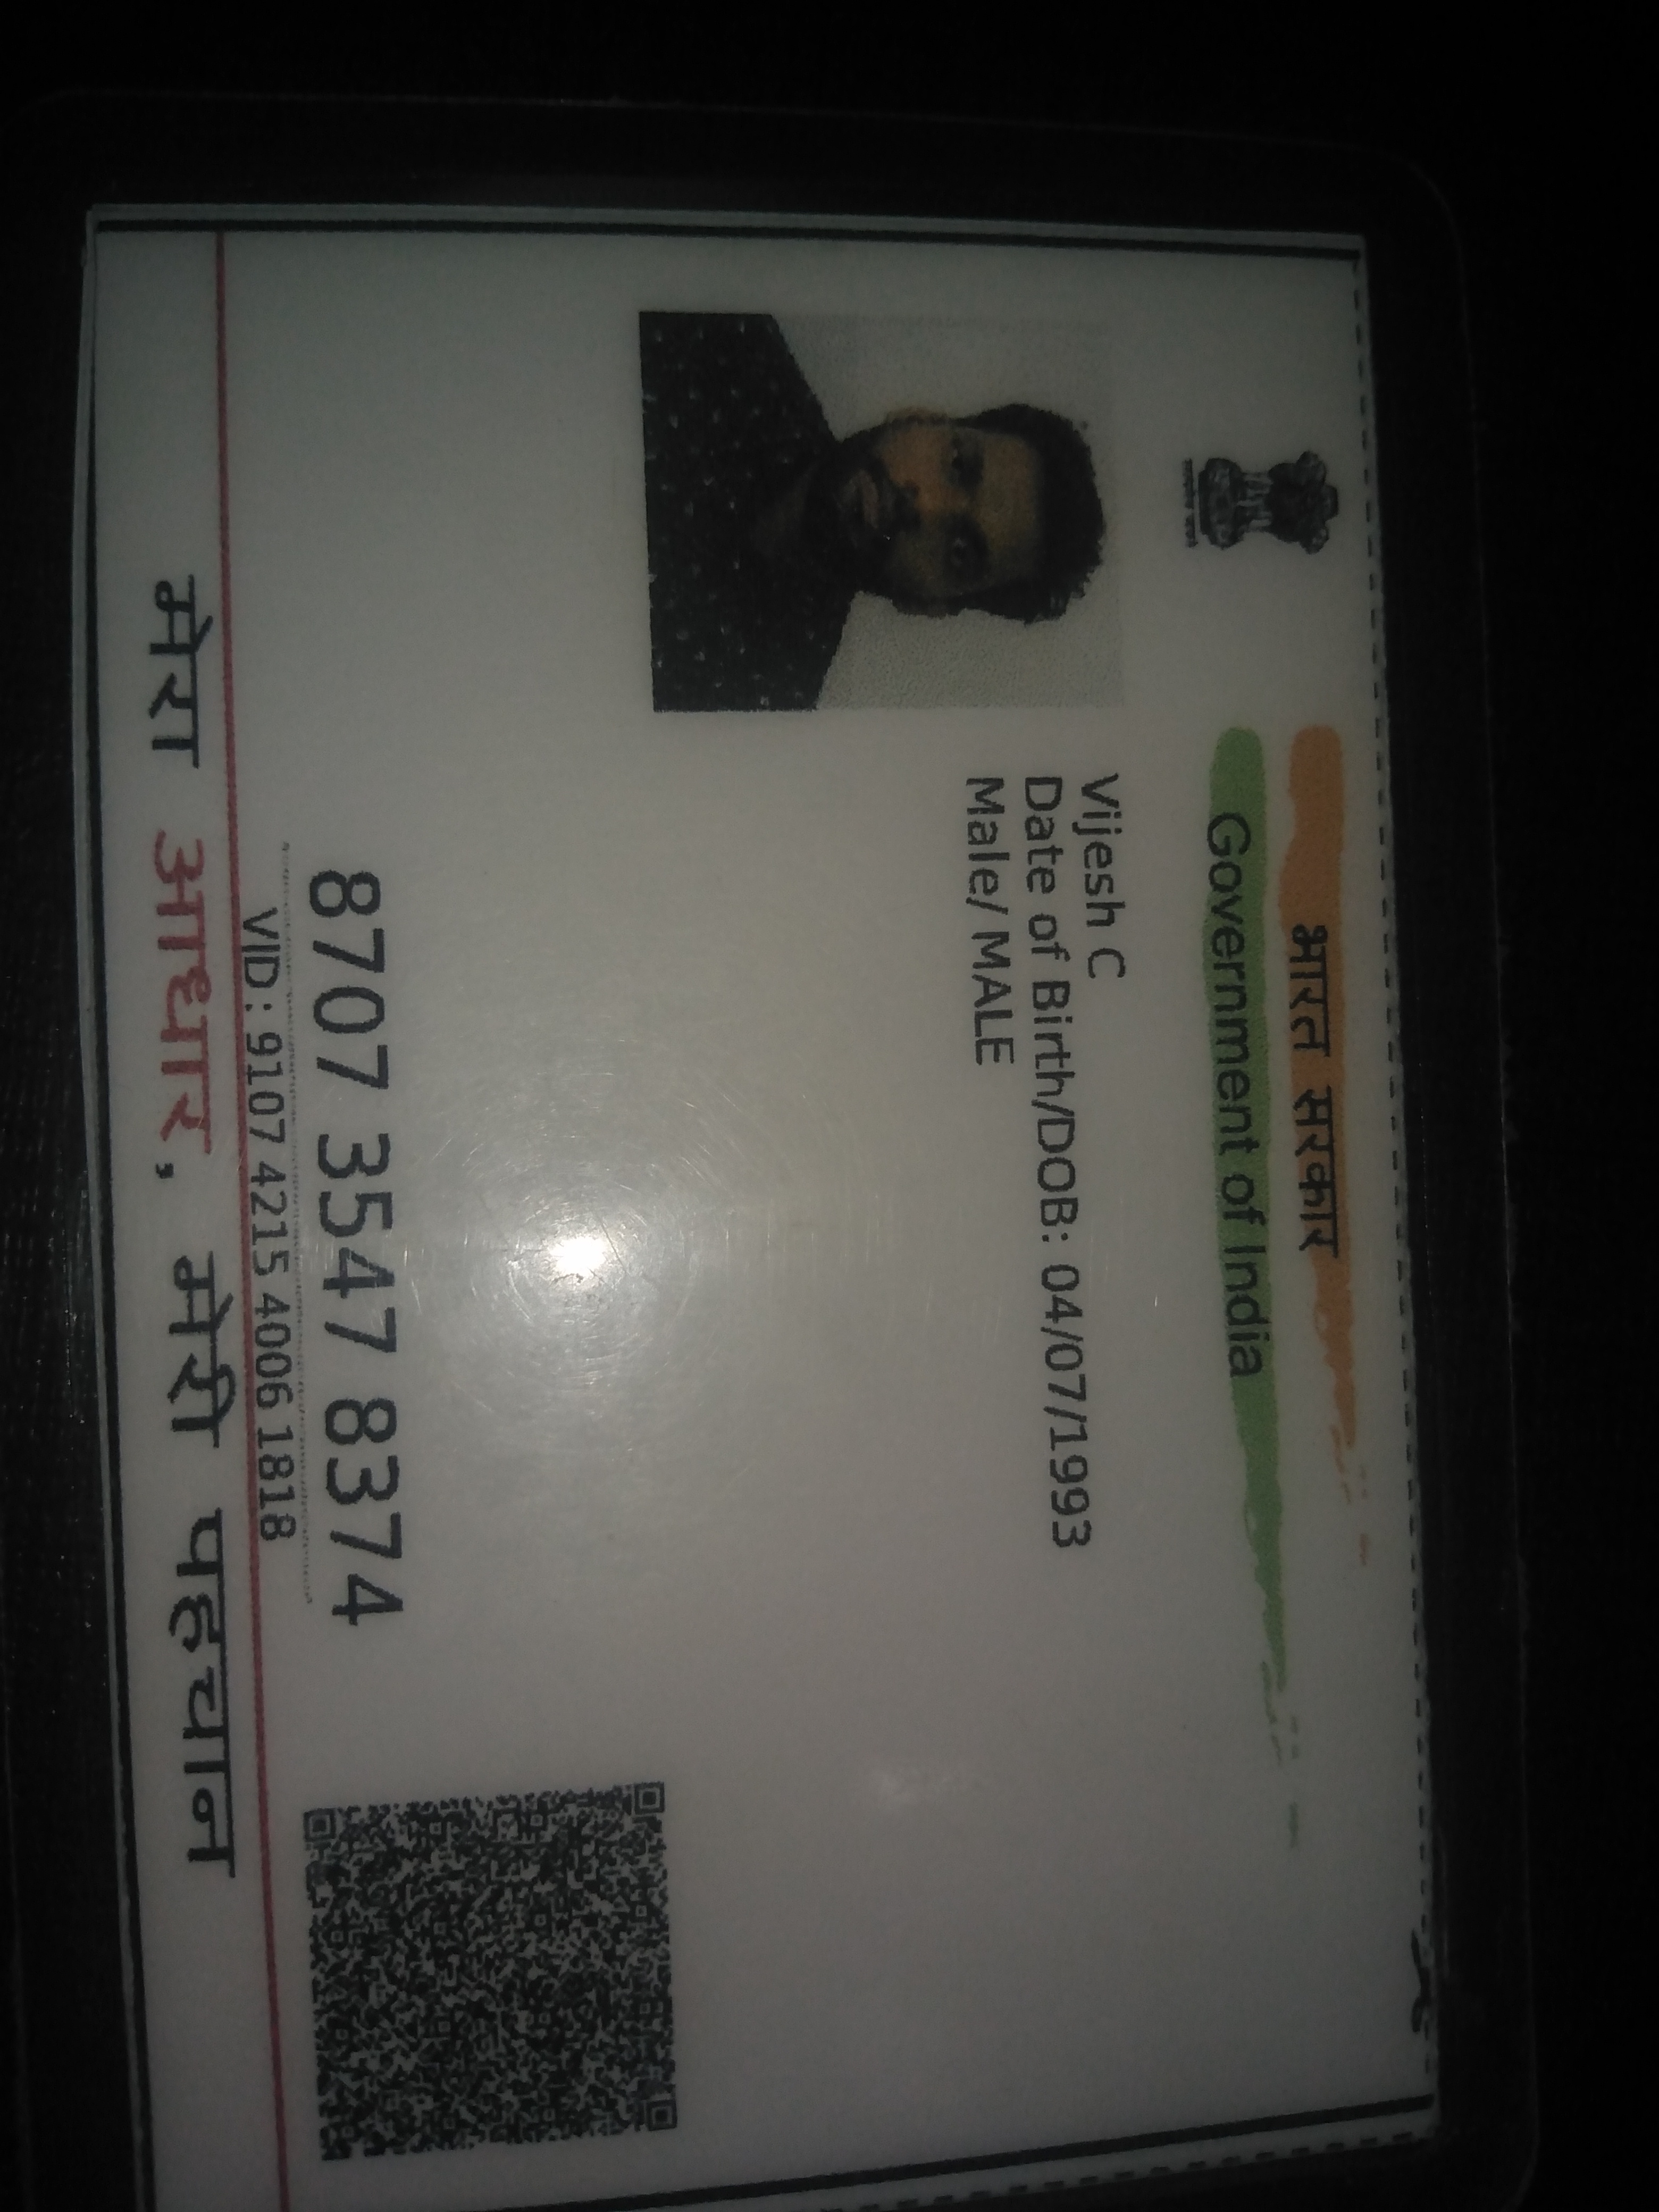 भारत सरकार
Government of India
Vijesh C
Date of Birth/DOB: 04/07/1993
Male/ MALE
8707 3547 8374
VID: 9107 4215 4006 1818
मेरा आधार, मेरी पहचान